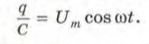 q/C = U_m cos ωt.